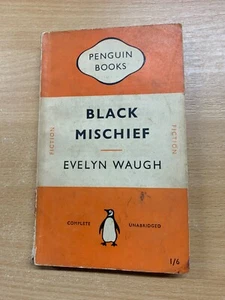 PENGUIN
BOOKS
BLACK
MISCHIEF
FICTION
FICTION
EVELYN WAUGH
COMPLETE UNABRIDGED
1/6